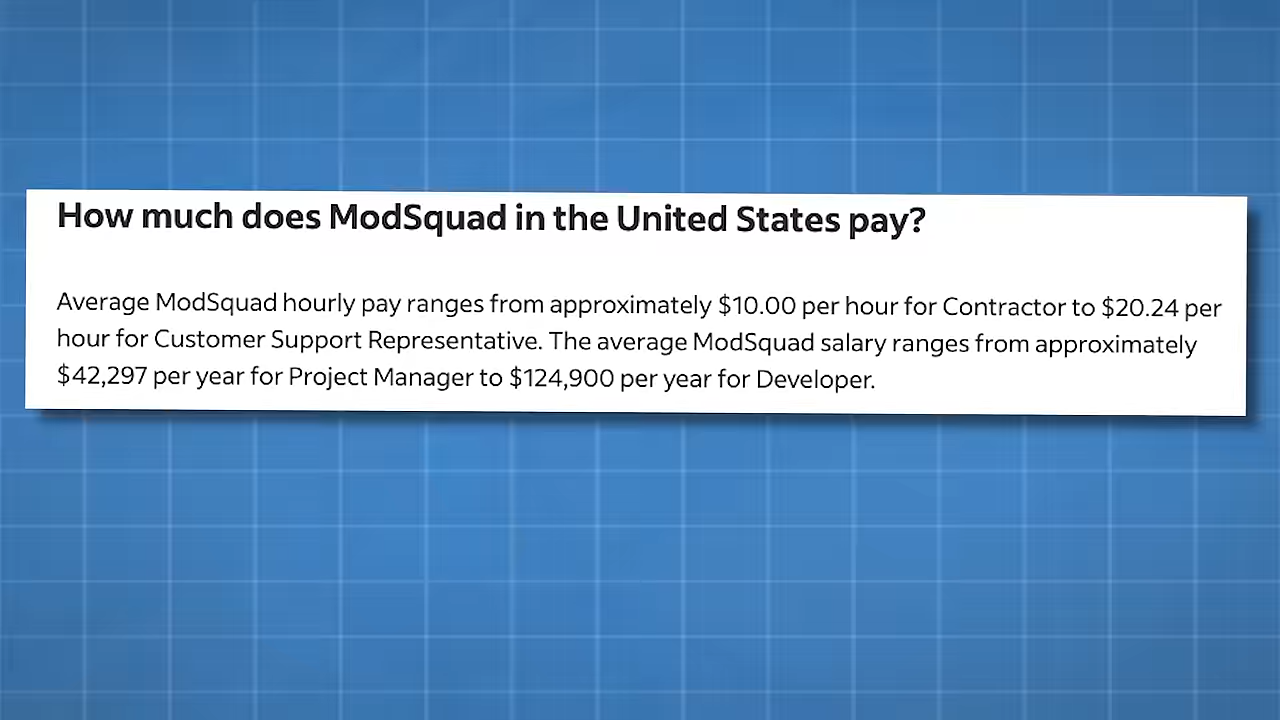 How much does ModSquad in the United States pay?
Average ModSquad hourly pay ranges from approximately $10.00 per hour for Contractor to $20.24 per
hour for Customer Support Representative. The average ModSquad salary ranges from approximately
$42,297 per year for Project Manager to $124,900 per year for Developer.